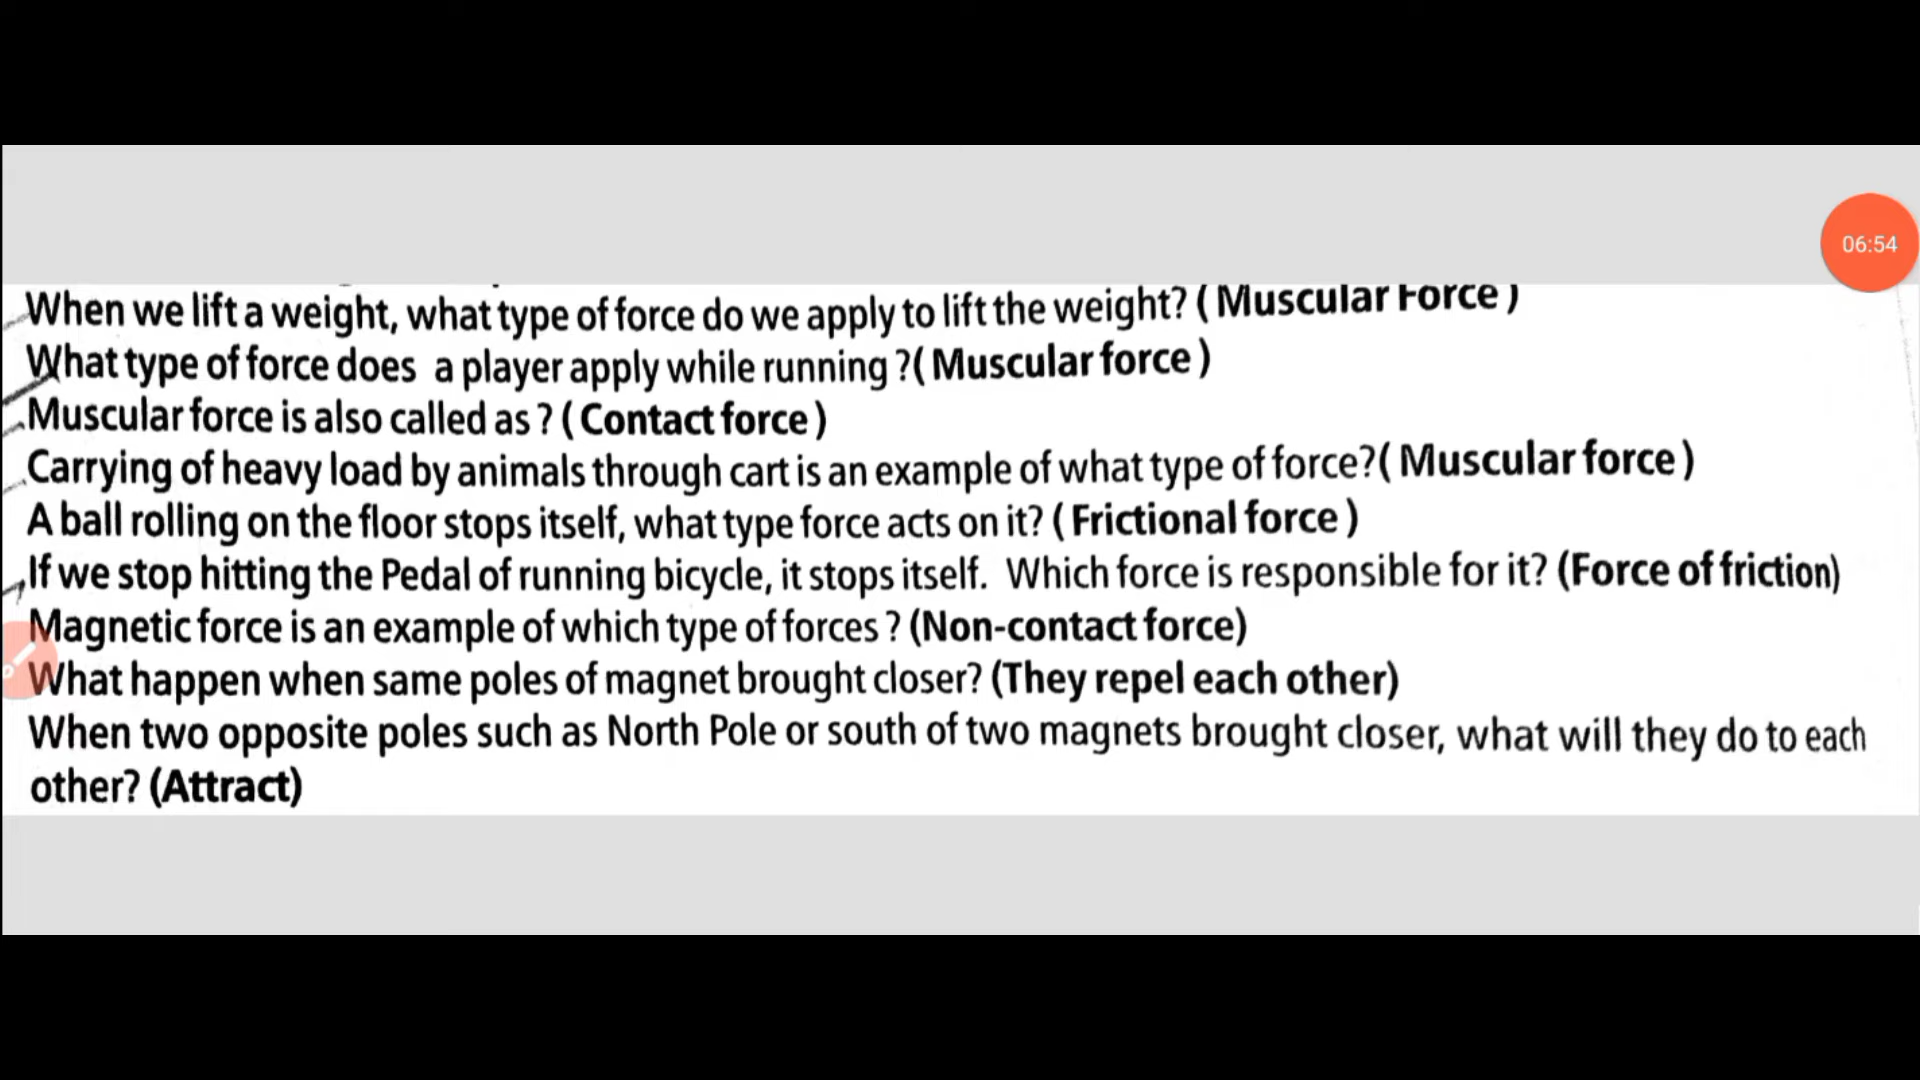 06:54
When we lift a weight, what type of force do we apply to lift the weight? ( Muscular Force )
What type of force does a player apply while running ?( Muscular force )
Muscular force is also called as ? ( Contact force )
Carrying of heavy load by animals through cart is an example of what type of force?( Muscular force )
A ball rolling on the floor stops itself, what type force acts on it? ( Frictional force )
If we stop hitting the Pedal of running bicycle, it stops itself. Which force is responsible for it? (Force of friction)
Magnetic force is an example of which type of forces ? (Non-contact force)
What happen when same poles of magnet brought closer? (They repel each other)
When two opposite poles such as North Pole or south of two magnets brought closer, what will they do to each
other? (Attract)